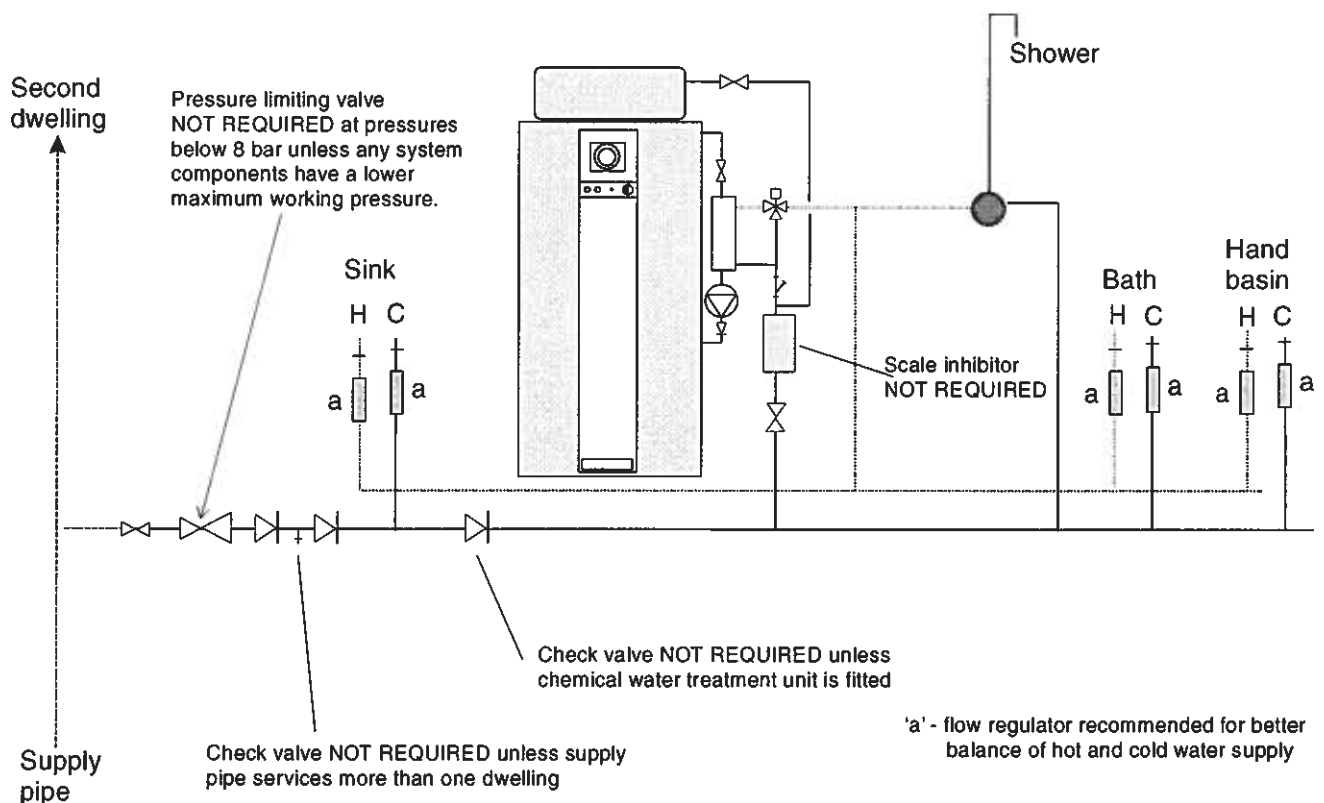 Shower
Second
dwelling
Pressure limiting valve
NOT REQUIRED at pressures
below 8 bar unless any system
components have a lower
maximum working pressure.
Sink
H C
a a
Scale inhibitor
NOT REQUIRED
Bath
H C
a a
Hand
basin
H C
a a
Check valve NOT REQUIRED unless
chemical water treatment unit is fitted
Check valve NOT REQUIRED unless supply
pipe services more than one dwelling
'a' - flow regulator recommended for better
balance of hot and cold water supply
Supply
pipe